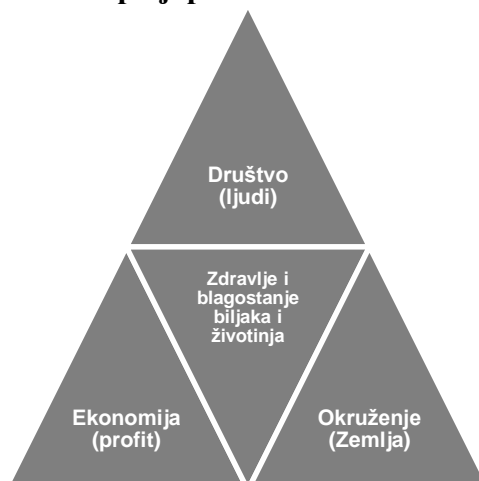 Društvo
(ljudi)
Zdravlje i
blagostanje
biljaka i
životinja
Ekonomija
(profit)
Okruženje
(Zemlja)